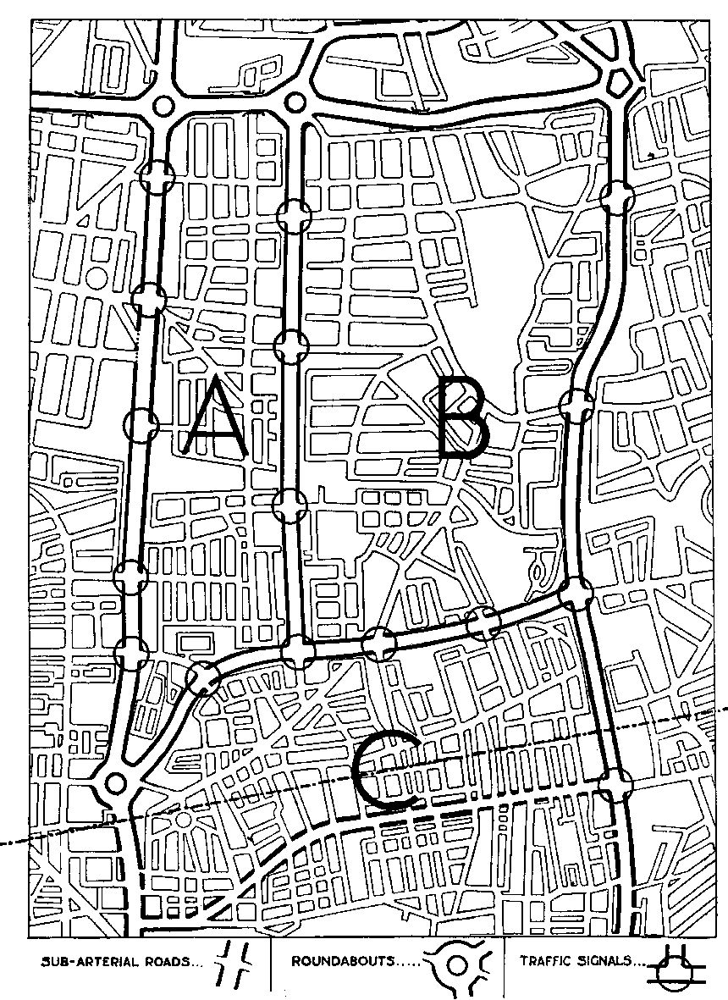 A
B
C
SUB-ARTERIAL ROADS...
ROUNDABOUTS.....
TRAFFIC SIGNALS...